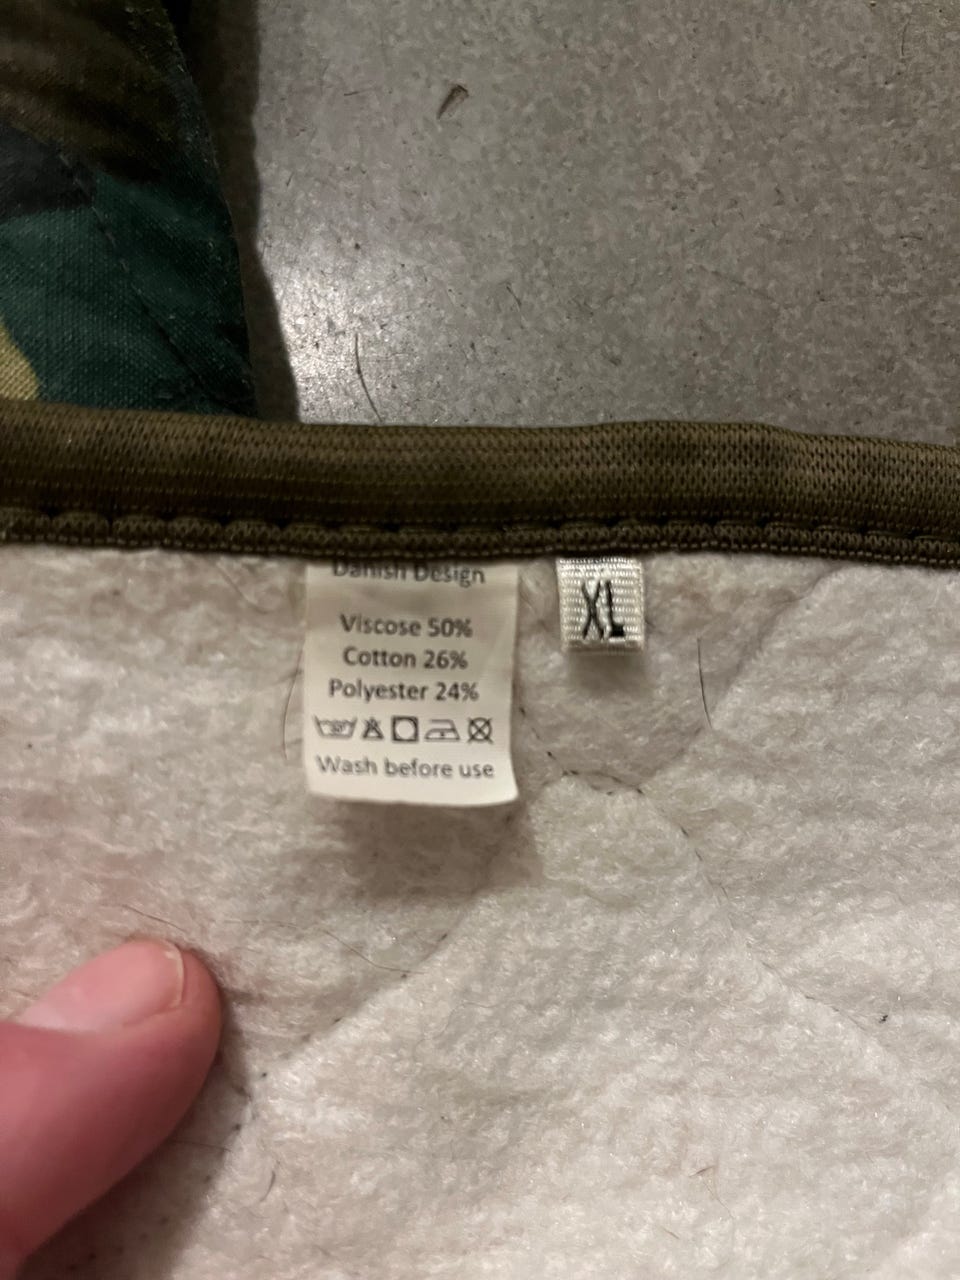 Danish Design
XL
Viscose 50%
Cotton 26%
Polyester 24%
Wash before use